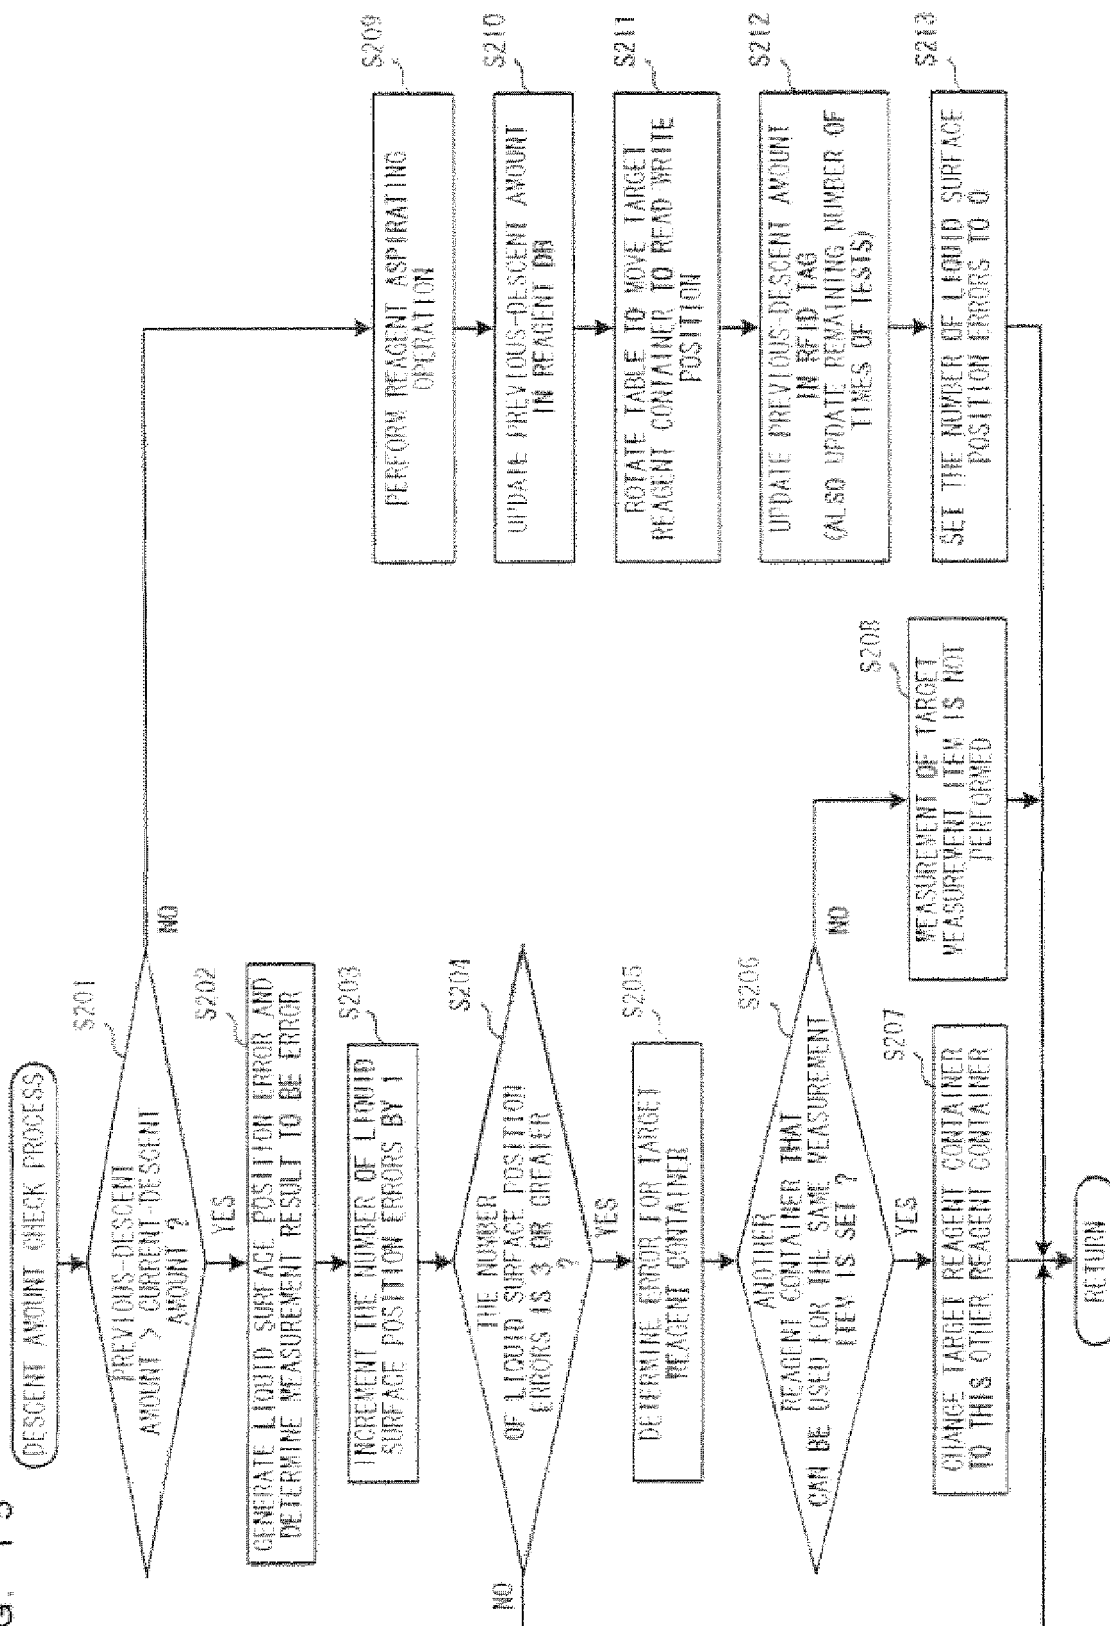 G. 15
DESCENT AMOUNT CHECK PROCESS
S201
PREVIOUS-DESCENT
AMOUNT > CURRENT-DESCENT
AMOUNT ?
NO
YES
S202
GENERATE LIQUID SURFACE POSITION ERROR AND
DETERMINE MEASUREMENT RESULT TO BE ERROR
S203
INCREMENT THE NUMBER OF LIQUID
SURFACE POSITION ERRORS BY 1
S204
THE NUMBER
OF LIQUID SURFACE POSITION
ERRORS IS 3 OR GREATER
?
NO
YES
S205
DETERMINE ERROR FOR TARGET
REAGENT CONTAINER
S206
ANOTHER
REAGENT CONTAINER THAT
CAN BE USED FOR THE SAME MEASUREMENT
ITEM IS SET ?
NO
YES
S207
CHANGE TARGET REAGENT CONTAINER
TO THIS OTHER REAGENT CONTAINER
S208
MEASUREMENT OF TARGET
MEASUREMENT ITEM IS NOT
PERFORMED
S209
PERFORM REAGENT ASPIRATING
OPERATION
S210
UPDATE PREVIOUS-DESCENT AMOUNT
IN REAGENT DB
S211
ROTATE TABLE TO MOVE TARGET
REAGENT CONTAINER TO READ WRITE
POSITION
S212
UPDATE PREVIOUS-DESCENT AMOUNT
IN RFID TAG
(ALSO UPDATE REMAINING NUMBER OF
TIMES OF TESTS)
S213
SET THE NUMBER OF LIQUID SURFACE
POSITION ERRORS TO 0
RETURN